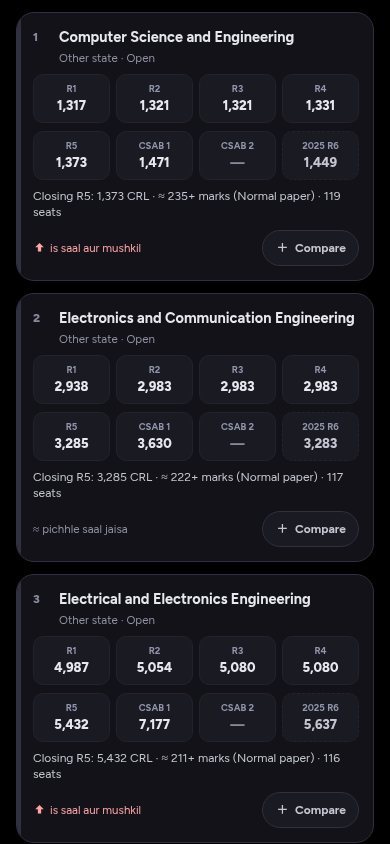 1 Computer Science and Engineering
Other state · Open
R1 R2 R3 R4
1,317 1,321 1,321 1,331
R5 CSAB 1 CSAB 2 2025 R6
1,373 1,471 — 1,449
Closing R5: 1,373 CRL · ≈ 235+ marks (Normal paper) · 119
seats
⬆ is saal aur mushkil + Compare
2 Electronics and Communication Engineering
Other state · Open
R1 R2 R3 R4
2,938 2,983 2,983 2,983
R5 CSAB 1 CSAB 2 2025 R6
3,285 3,630 — 3,283
Closing R5: 3,285 CRL · ≈ 222+ marks (Normal paper) · 117
seats
≈ pichhle saal jaisa + Compare
3 Electrical and Electronics Engineering
Other state · Open
R1 R2 R3 R4
4,987 5,054 5,080 5,080
R5 CSAB 1 CSAB 2 2025 R6
5,432 7,177 — 5,637
Closing R5: 5,432 CRL · ≈ 211+ marks (Normal paper) · 116
seats
⬆ is saal aur mushkil + Compare